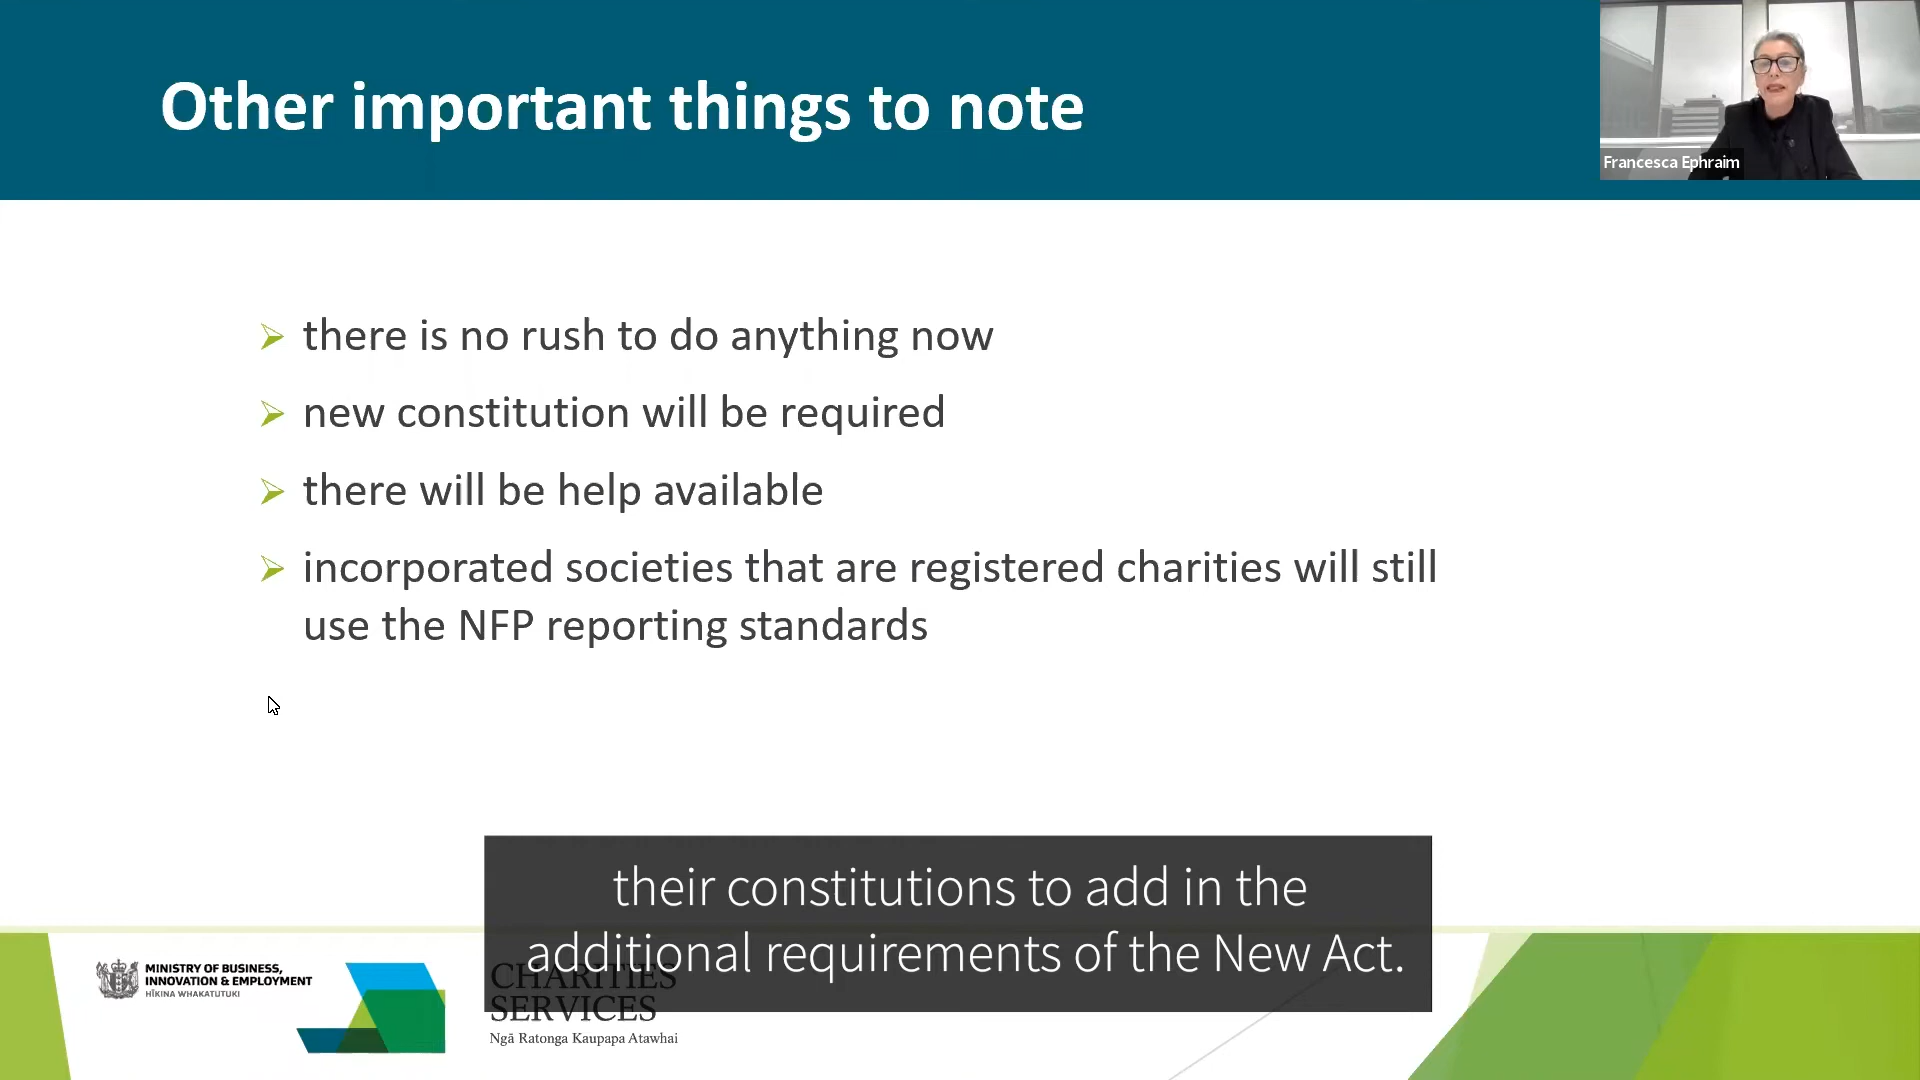 Other important things to note
Francesca Ephraim
there is no rush to do anything now
new constitution will be required
there will be help available
incorporated societies that are registered charities will still
use the NFP reporting standards
their constitutions to add in the
additional requirements of the New Act.
MINISTRY OF BUSINESS,
INNOVATION & EMPLOYMENT
HĪKINA WHAKATUTUKI
CHARITIES
SERVICES
Ngā Ratonga Kaupapa Atawhai